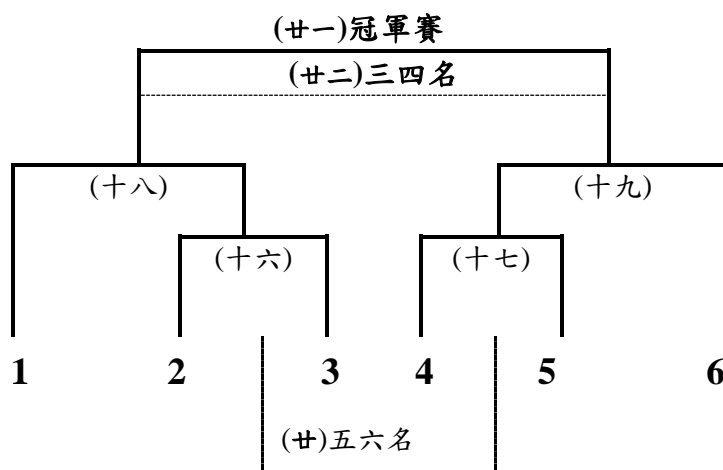 (廿一)冠軍賽
(廿二)三四名
(十八) (十九)
(十六) (十七)
1 2 3 4 5 6
(廿)五六名